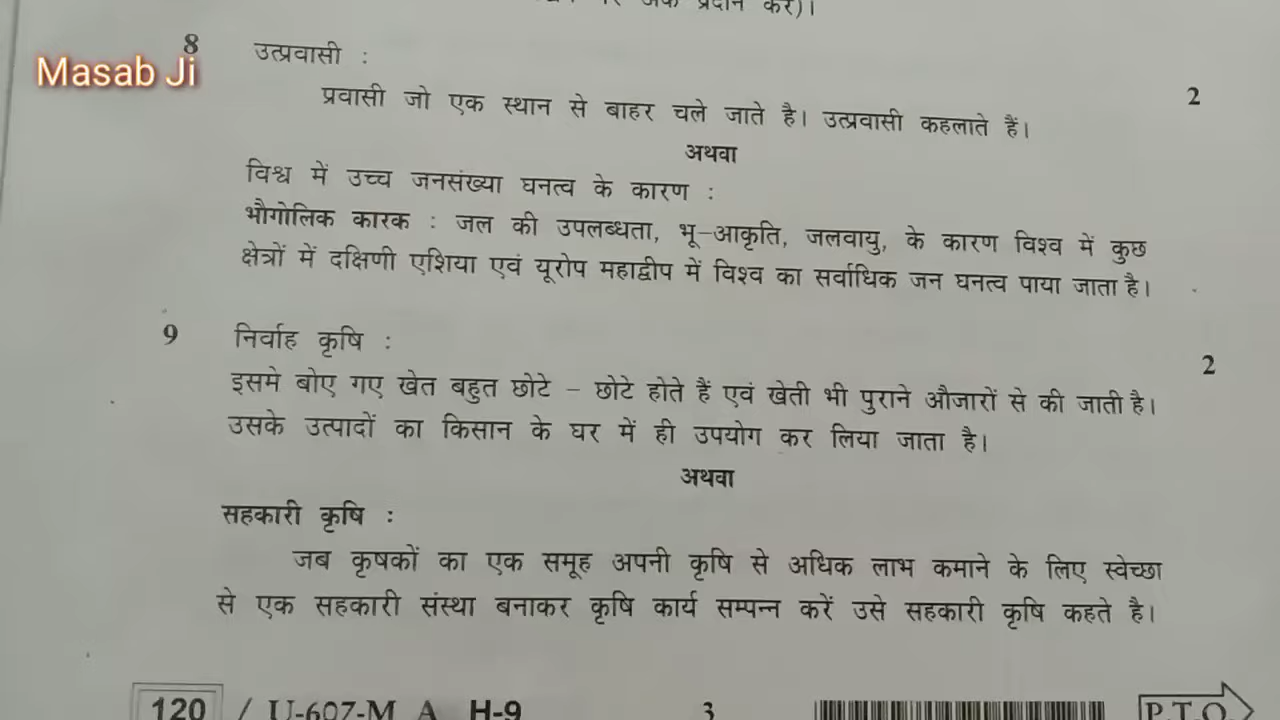 अंक प्रदान करें)।
8 उत्प्रवासी :
Masab Ji
प्रवासी जो एक स्थान से बाहर चले जाते है। उत्प्रवासी कहलाते हैं। 2
अथवा
विश्व में उच्च जनसंख्या घनत्व के कारण :
भौगोलिक कारक : जल की उपलब्धता, भू-आकृति, जलवायु, के कारण विश्व में कुछ
क्षेत्रों में दक्षिणी एशिया एवं यूरोप महाद्वीप में विश्व का सर्वाधिक जन घनत्व पाया जाता है।
9 निर्वाह कृषि : 2
इसमे बोए गए खेत बहुत छोटे - छोटे होते हैं एवं खेती भी पुराने औजारों से की जाती है।
उसके उत्पादों का किसान के घर में ही उपयोग कर लिया जाता है।
अथवा
सहकारी कृषि :
जब कृषकों का एक समूह अपनी कृषि से अधिक लाभ कमाने के लिए स्वेच्छा
से एक सहकारी संस्था बनाकर कृषि कार्य सम्पन्न करें उसे सहकारी कृषि कहते है।
120 / U-607-M A H-9 3 P.T.O.